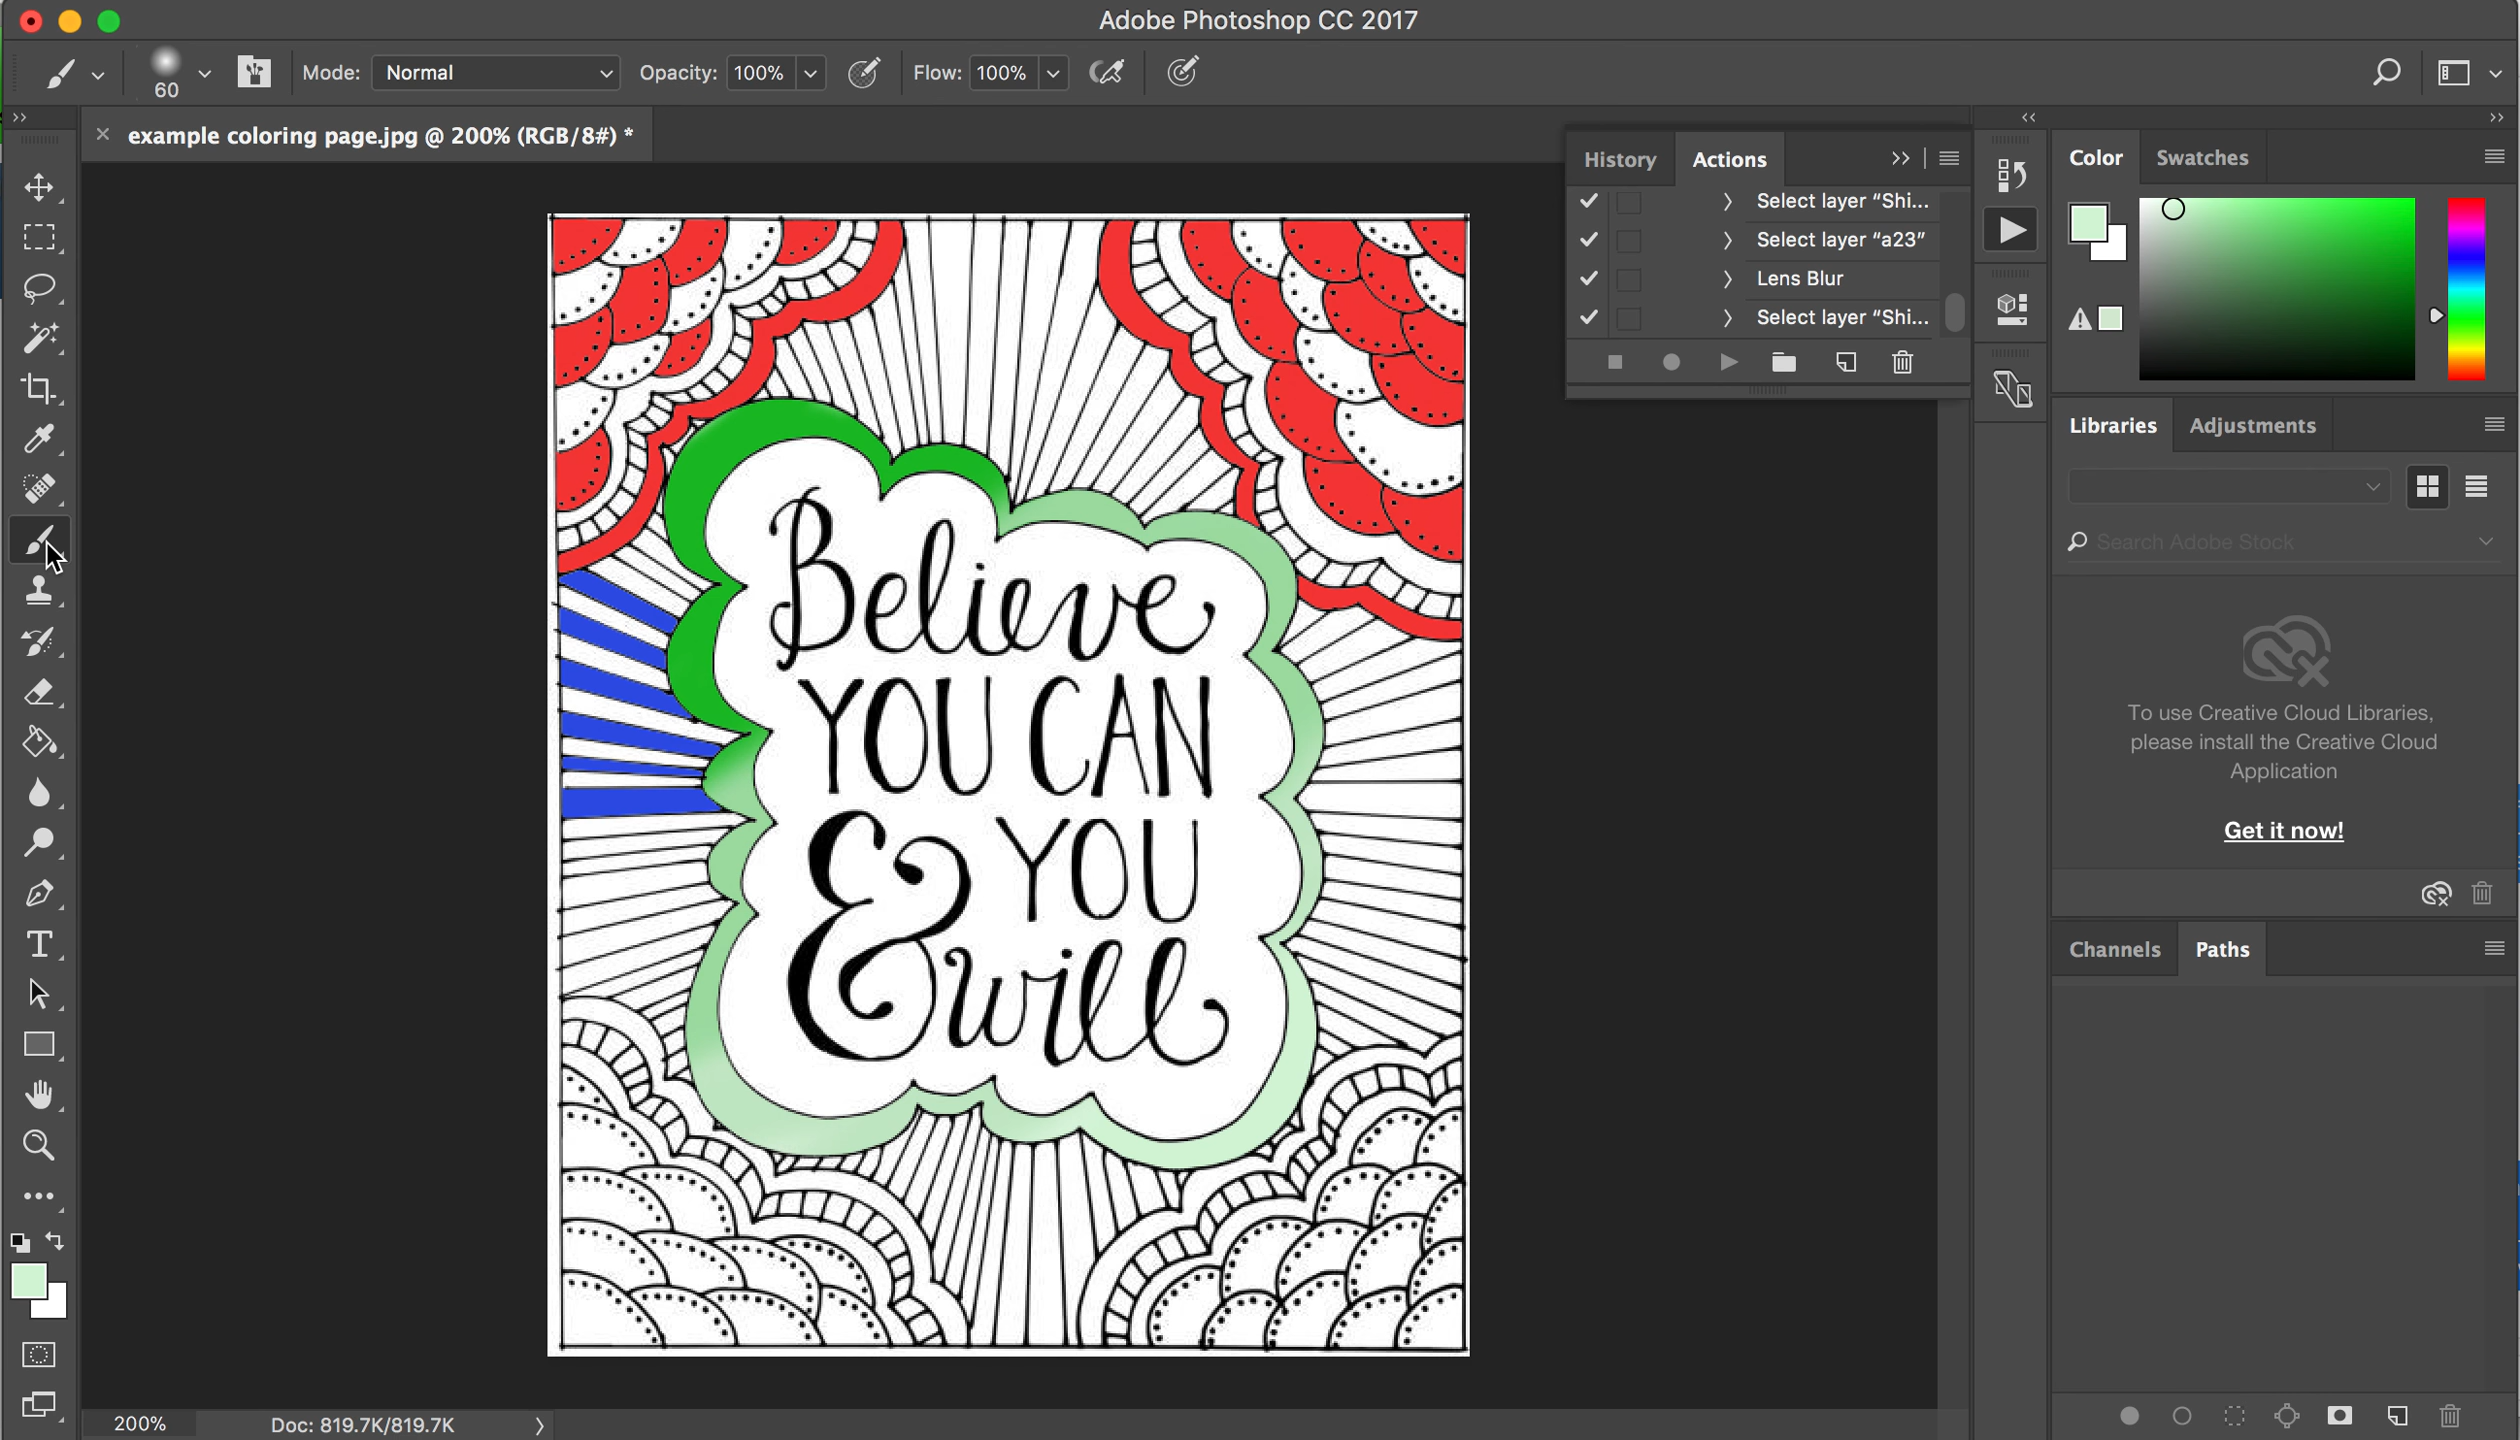 Adobe Photoshop CC 2017
60
Mode: Normal
Opacity: 100%
Flow: 100%
example coloring page.jpg @ 200% (RGB/8#) *
History
Actions
Select layer “Shi...
Select layer “a23”
Lens Blur
Select layer “Shi...
Color
Swatches
Libraries
Adjustments
Search Adobe Stock
To use Creative Cloud Libraries,
please install the Creative Cloud
Application
Get it now!
Channels
Paths
Believe
YOU CAN
& YOU
will
200%
Doc: 819.7K/819.7K